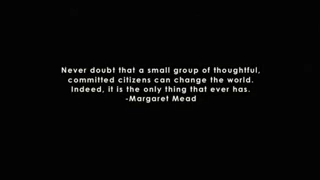 Never doubt that a small group of thoughtful,
committed citizens can change the world.
Indeed, it is the only thing that ever has.
-Margaret Mead